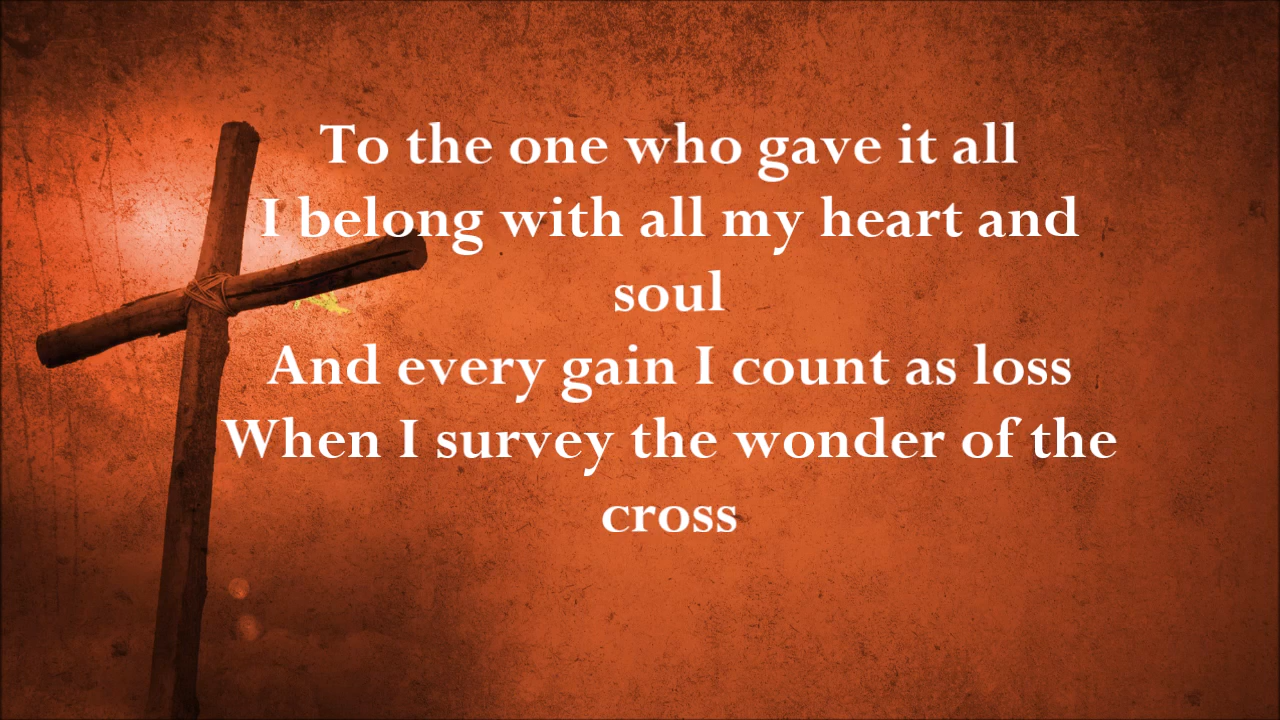 To the one who gave it all
I belong with all my heart and
soul
And every gain I count as loss
When I survey the wonder of the
cross